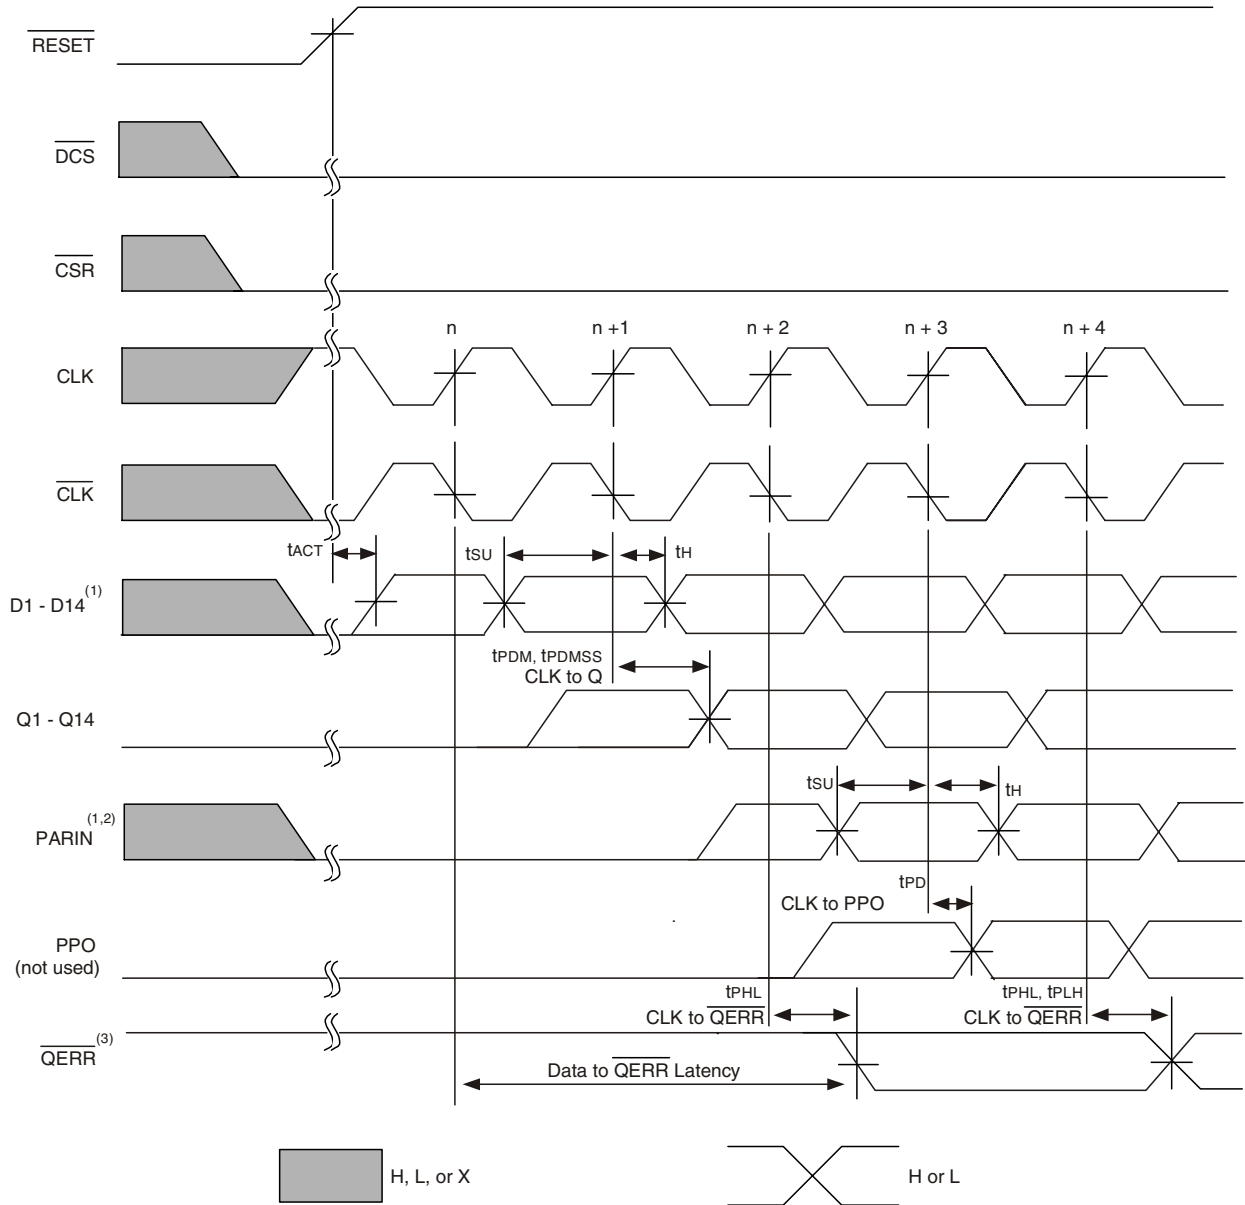 RESET
DCS
CSR
n n +1 n + 2 n + 3 n + 4
CLK
CLK
tACT tSU tH
D1 - D14(1)
tPDM, tPDMSS
CLK to Q
Q1 - Q14
tSU tH
PARIN(1,2)
tPD
CLK to PPO
PPO
(not used)
tPHL tPHL, tPLH
CLK to QERR CLK to QERR
QERR(3)
Data to QERR Latency
H, L, or X H or L